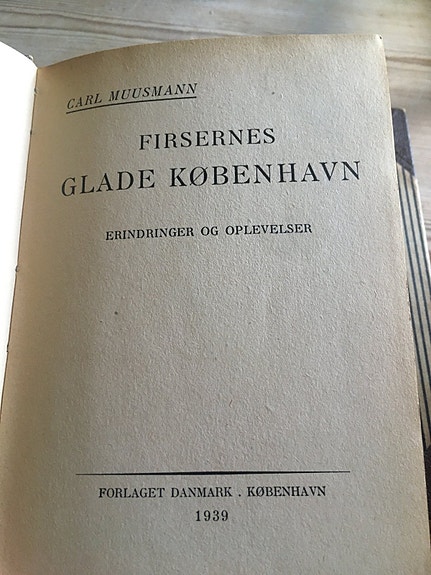 CARL MUUSMANN
FIRSERNES
GLADE KØBENHAVN
ERINDRINGER OG OPLEVELSER
FORLAGET DANMARK . KØBENHAVN
1939